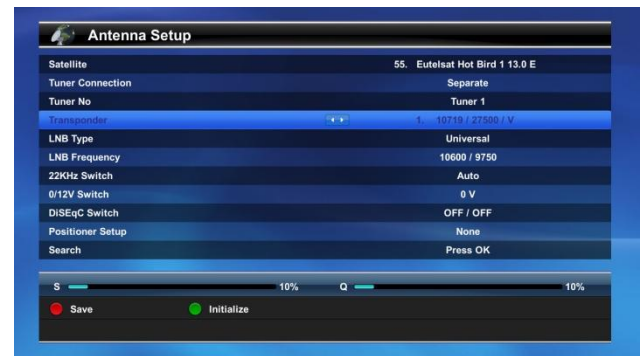 Antenna Setup
Satellite 55. Eutelsat Hot Bird 1 13.0 E
Tuner Connection Separate
Tuner No Tuner 1
Transponder 1. 10719 / 27500 / V
LNB Type Universal
LNB Frequency 10600 / 9750
22KHz Switch Auto
0/12V Switch 0 V
DiSEqC Switch OFF / OFF
Positioner Setup None
Search Press OK
S 10% Q 10%
Save Initialize